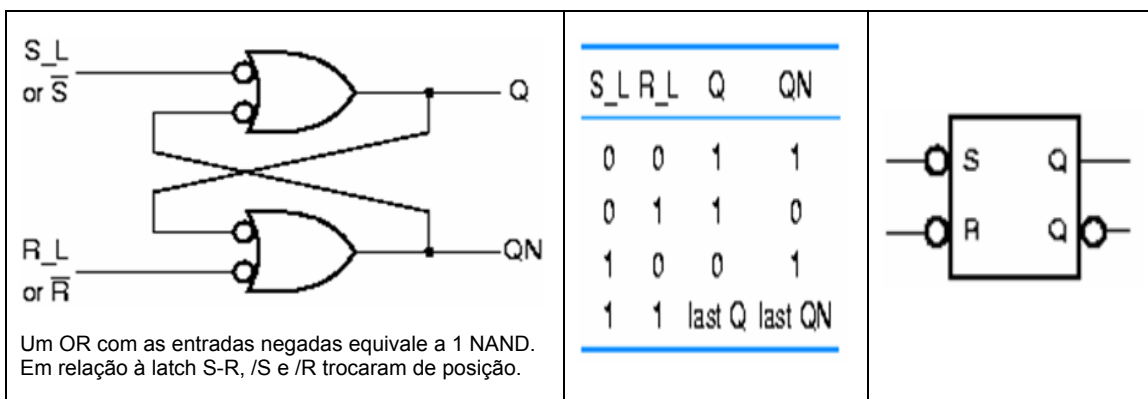 S_L
or S̅
Q
R_L
or R̅
QN
Um OR com as entradas negadas equivale a 1 NAND.
Em relação à latch S-R, /S e /R trocaram de posição.
S_L R_L Q QN
0 0 1 1
0 1 1 0
1 0 0 1
1 1 last Q last QN
S Q
R Q